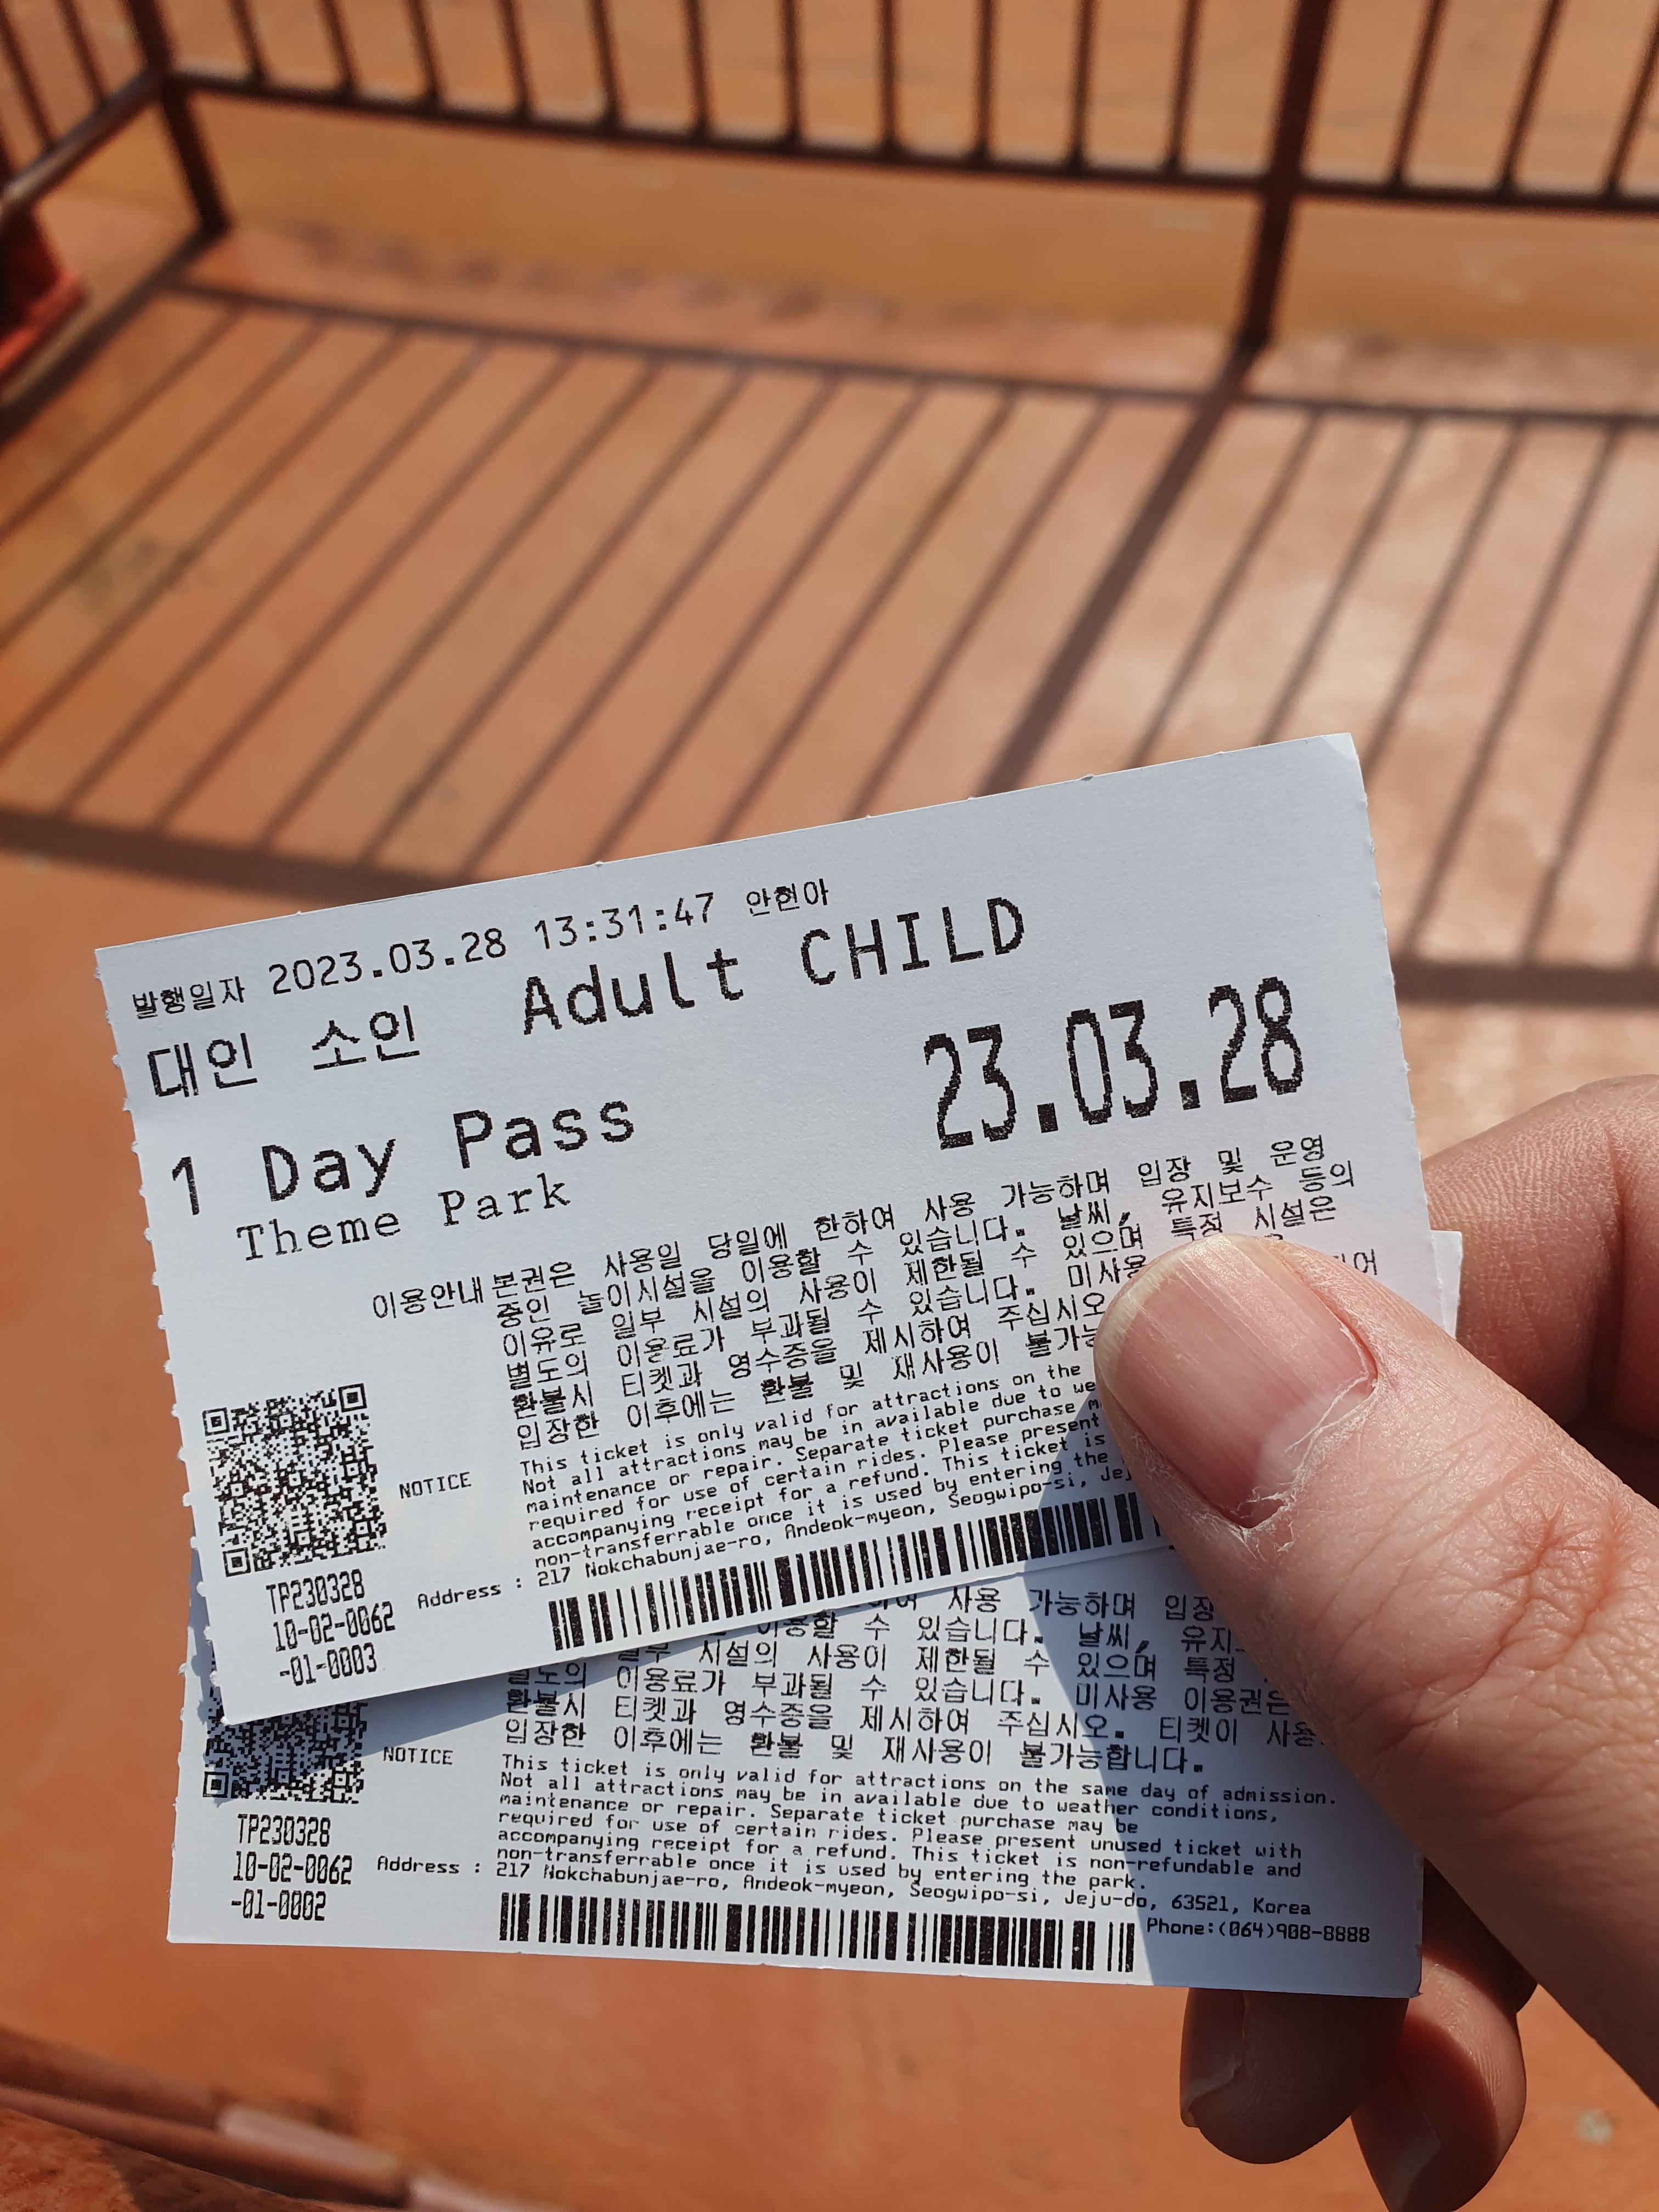 발행일자 2023.03.28 13:31:47 안현아
대인 소인 Adult CHILD
1 Day Pass 23.03.28
Theme Park
이용안내 본권은 사용일 당일에 한하여 사용 가능하며 입장 및 운영
중인 놀이시설을 이용할 수 있습니다. 날씨, 유지보수 등의
이유로 일부 시설의 사용이 제한될 수 있으며 특정 시설은
별도의 이용료가 부과될 수 있습니다. 미사용
환불시 티켓과 영수증을 제시하여 주십시오
입장한 이후에는 환불 및 재사용이 불가능
NOTICE
This ticket is only valid for attractions on the
Not all attractions may be in available due to we
maintenance or repair. Separate ticket purchase m
required for use of certain rides. Please present
accompanying receipt for a refund. This ticket is
non-transferrable once it is used by entering the
Address : 217 Nokchabunjae-ro, Andeok-myeon, Seogwipo-si, Jej
TP230328
10-02-0062
-01-0003
사용 가능하며 입장
이용할 수 있습니다. 날씨, 유지
시설의 사용이 제한될 수 있으며 특정
별도의 이용료가 부과될 수 있습니다. 미사용 이용권은
환불시 티켓과 영수증을 제시하여 주십시오. 티켓이 사용
입장한 이후에는 환불 및 재사용이 불가능합니다.
NOTICE
This ticket is only valid for attractions on the same day of admission.
Not all attractions may be in available due to weather conditions,
maintenance or repair. Separate ticket purchase may be
required for use of certain rides. Please present unused ticket with
accompanying receipt for a refund. This ticket is non-refundable and
non-transferrable once it is used by entering the park.
Address : 217 Nokchabunjae-ro, Andeok-myeon, Seogwipo-si, Jeju-do, 63521, Korea
Phone:(064)908-8888
TP230328
10-02-0062
-01-0002